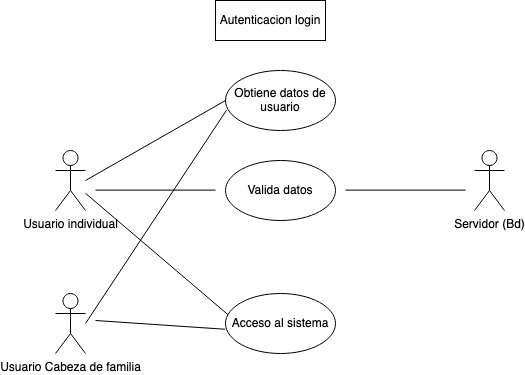 Autenticacion login
Obtiene datos de
usuario
Valida datos
Usuario individual
Servidor (Bd)
Acceso al sistema
Usuario Cabeza de familia